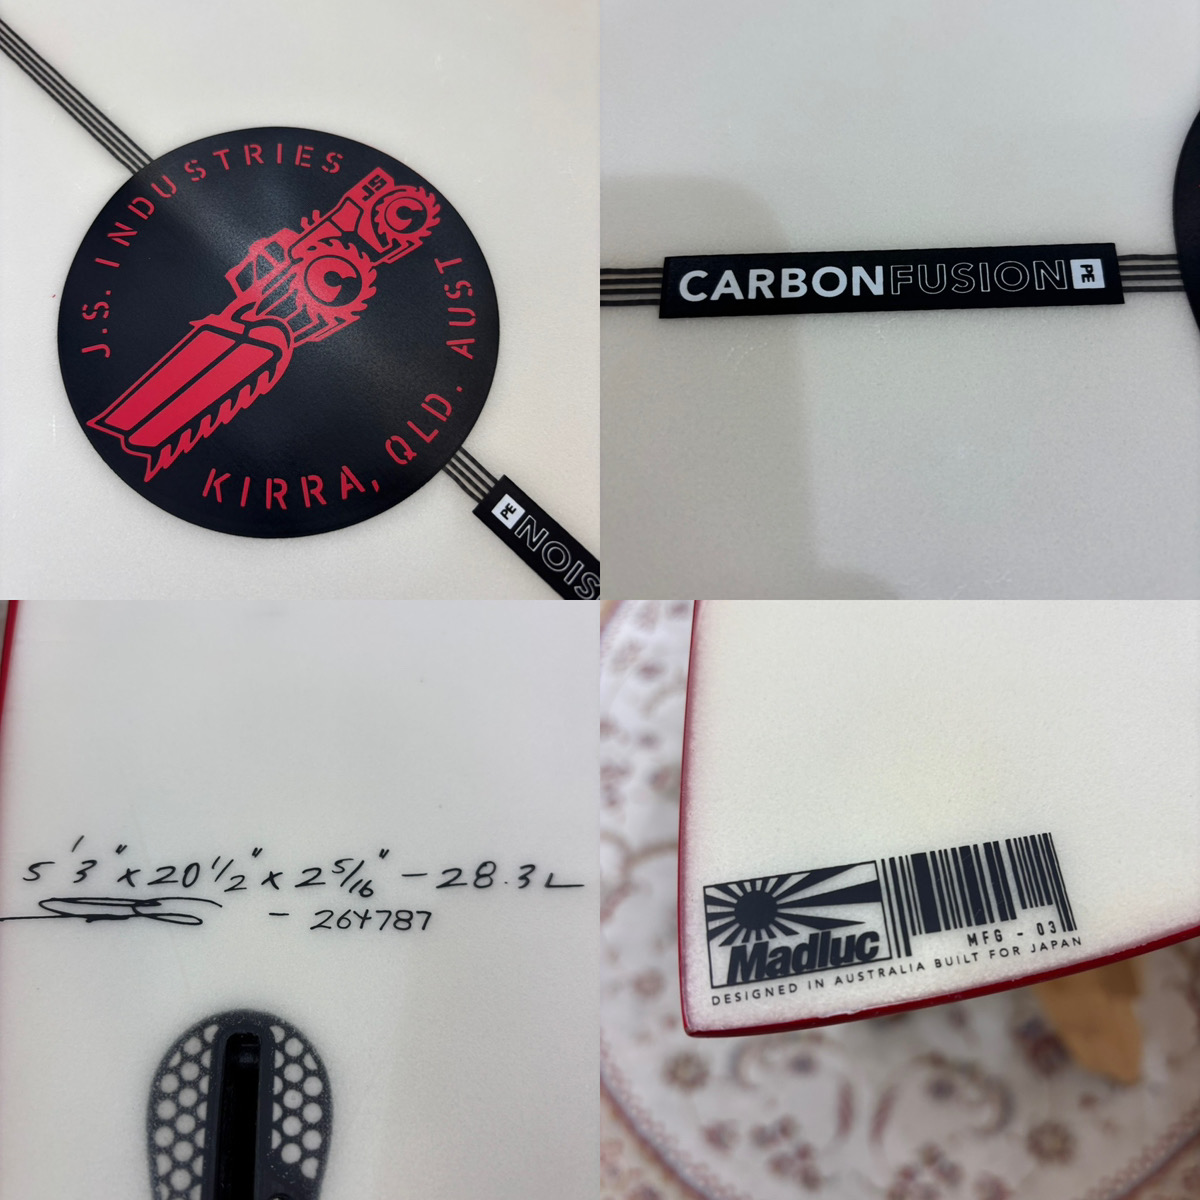 J.S. INDUSTRIES
JS
C
C
KIRRA, QLD. AUST
PE
CARBONFUSION PE
5'3" x 20 1/2" x 2 5/16" - 28.3L
- 264787
Madluc
MFG - 03
DESIGNED IN AUSTRALIA BUILT FOR JAPAN